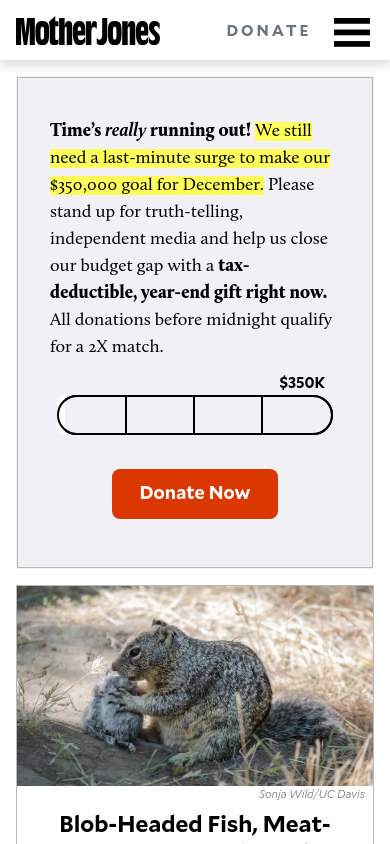 Mother Jones
DONATE
Time's really running out! We still
need a last-minute surge to make our
$350,000 goal for December. Please
stand up for truth-telling,
independent media and help us close
our budget gap with a tax-
deductible, year-end gift right now.
All donations before midnight qualify
for a 2X match.
$350K
Donate Now
Sonja Wild/UC Davis
Blob-Headed Fish, Meat-